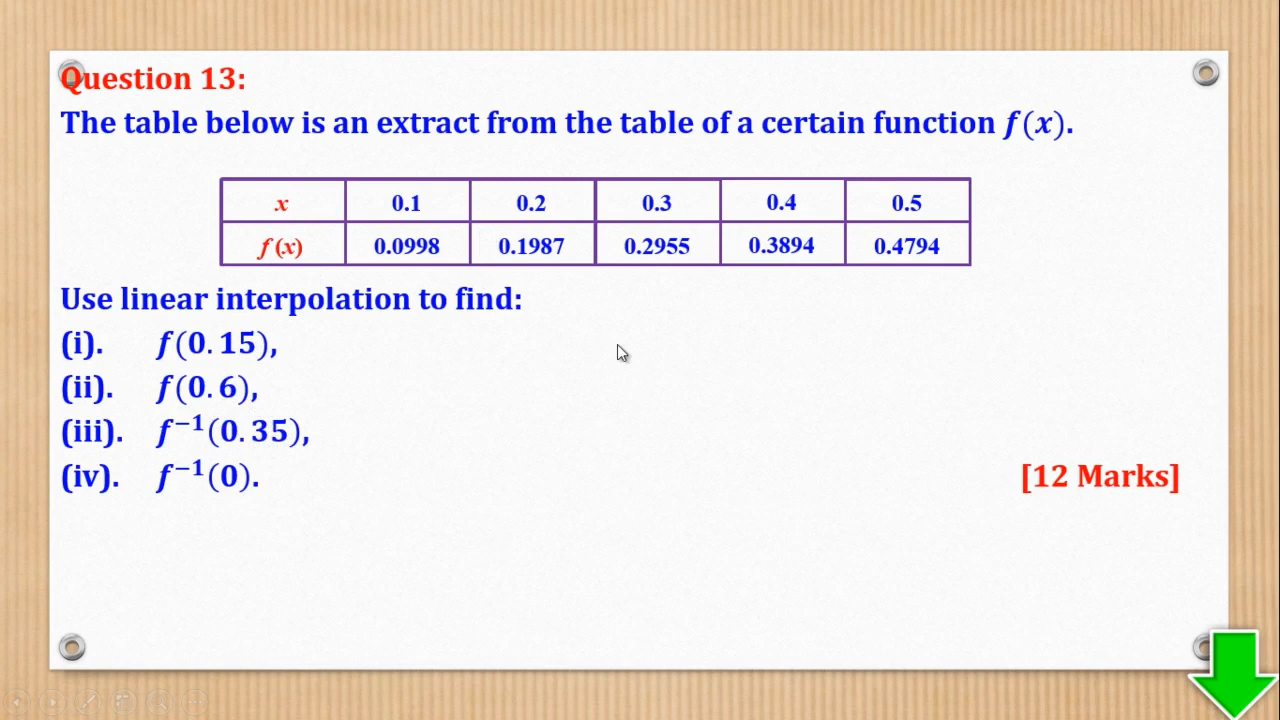 Question 13:
The table below is an extract from the table of a certain function f(x).
x 0.1 0.2 0.3 0.4 0.5
f(x) 0.0998 0.1987 0.2955 0.3894 0.4794
Use linear interpolation to find:
(i). f(0.15),
(ii). f(0.6),
(iii). f⁻¹(0.35),
(iv). f⁻¹(0). [12 Marks]